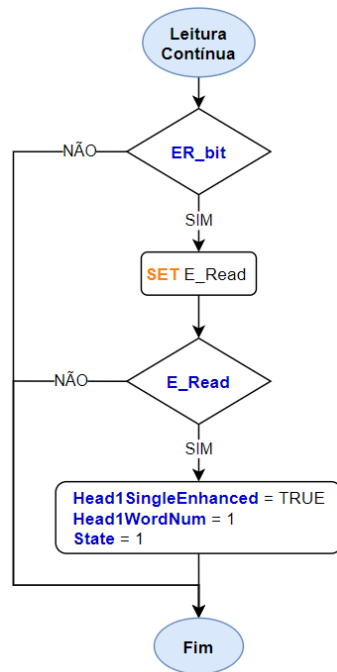 Leitura
Contínua
ER_bit
NÃO
SIM
SET E_Read
E_Read
NÃO
SIM
Head1SingleEnhanced = TRUE
Head1WordNum = 1
State = 1
Fim